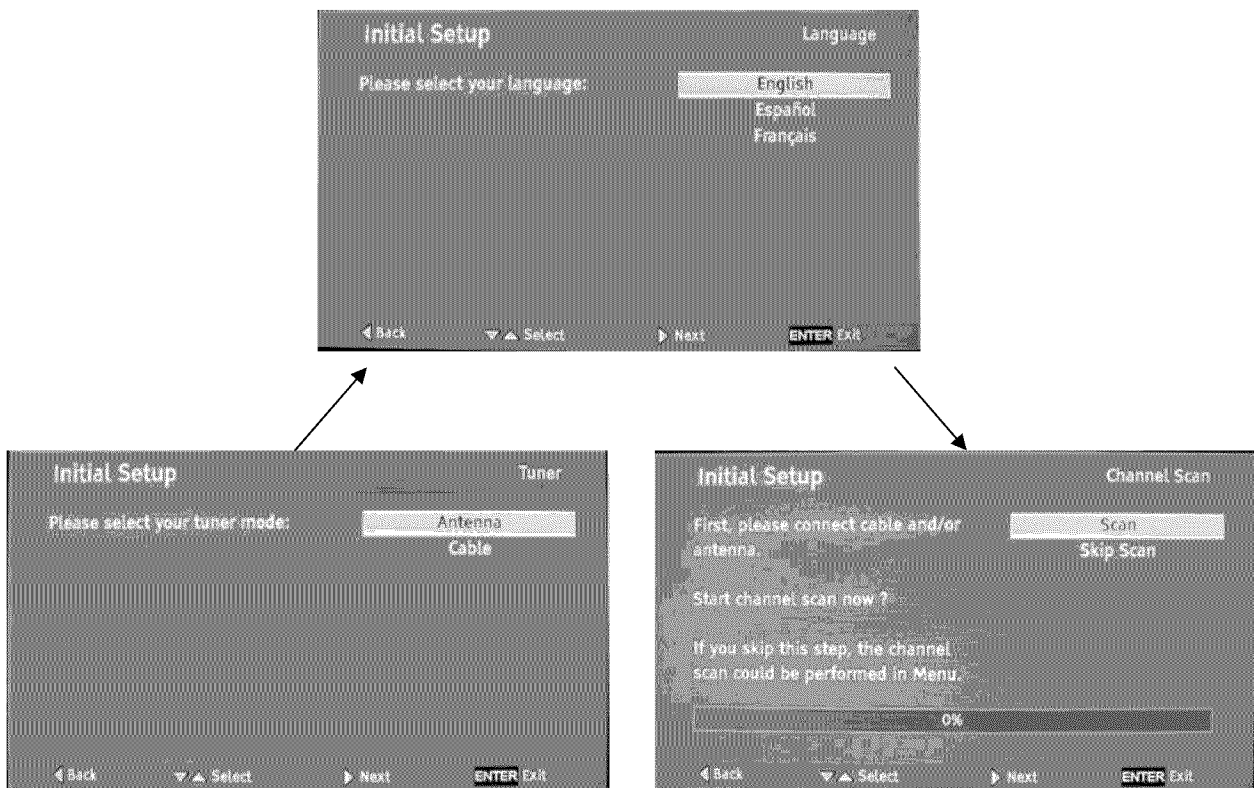 Initial Setup
Language
Please select your language:
English
Español
Français
Back
Select
Next
ENTER Exit
Initial Setup
Tuner
Please select your tuner mode:
Antenna
Cable
Back
Select
Next
ENTER Exit
Initial Setup
Channel Scan
First, please connect cable and/or
antenna.
Scan
Skip Scan
Start channel scan now ?
If you skip this step, the channel
scan could be performed in Menu.
0%
Back
Select
Next
ENTER Exit